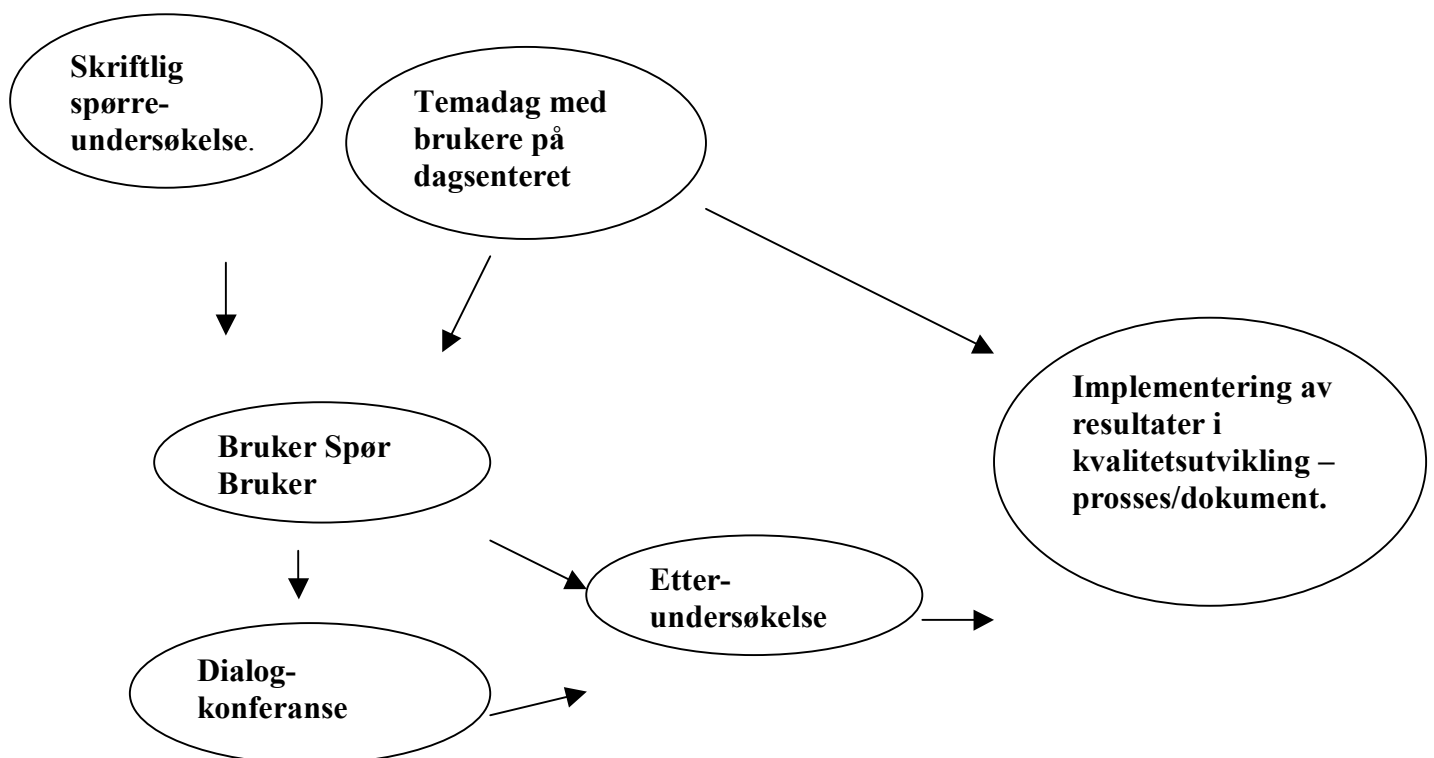 Skriftlig
spørre-
undersøkelse.
Temadag med
brukere på
dagsenteret
Implementering av
resultater i
kvalitetsutvikling –
prosses/dokument.
Bruker Spør
Bruker
Etter-
undersøkelse
Dialog-
konferanse